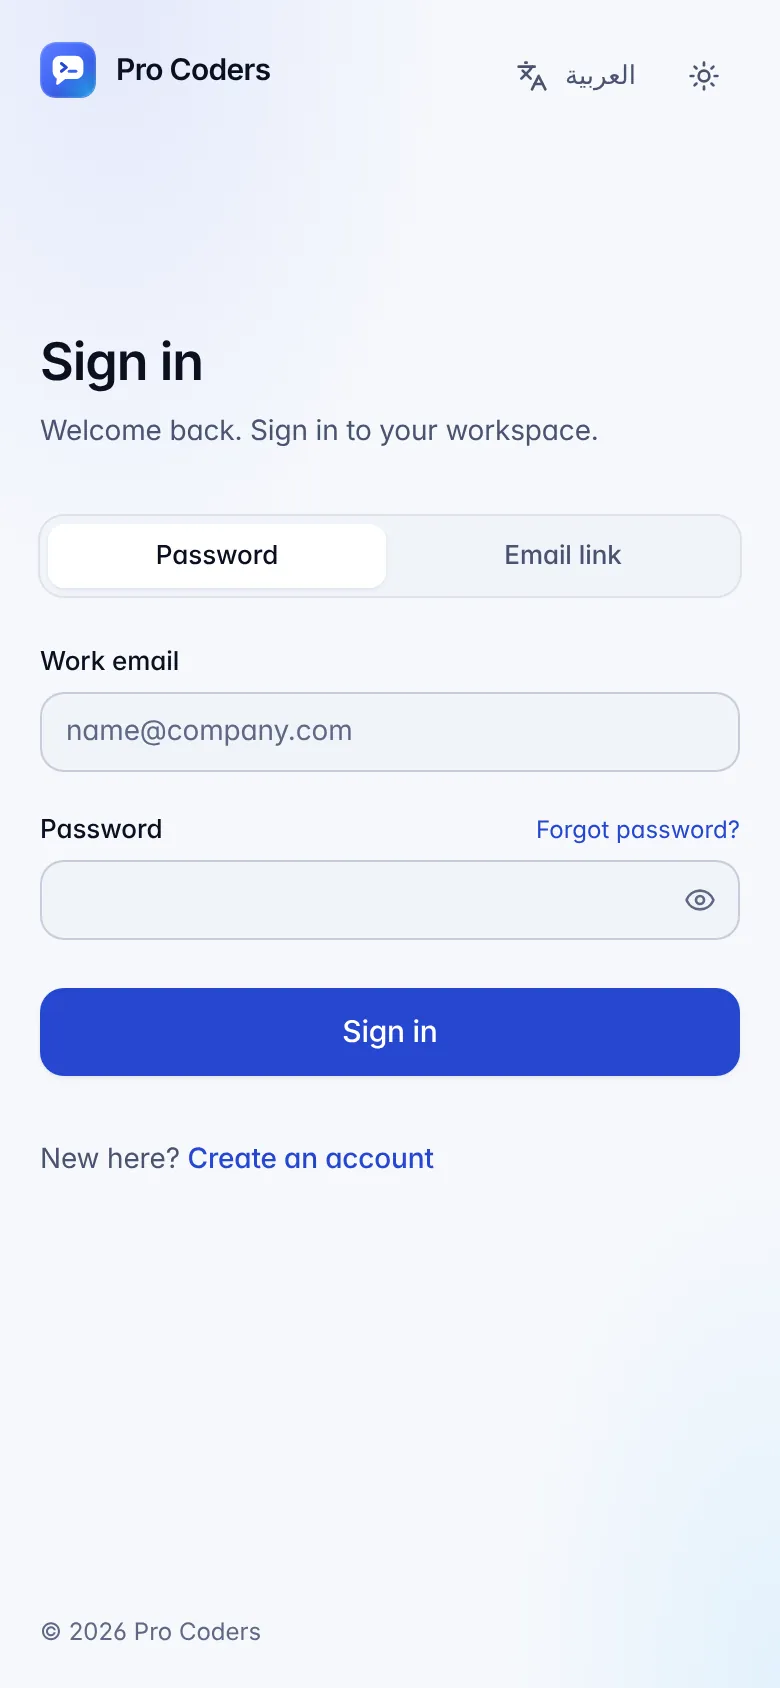 Pro Coders
العربية
Sign in
Welcome back. Sign in to your workspace.
Password
Email link
Work email
name@company.com
Password
Forgot password?
Sign in
New here? Create an account
© 2026 Pro Coders